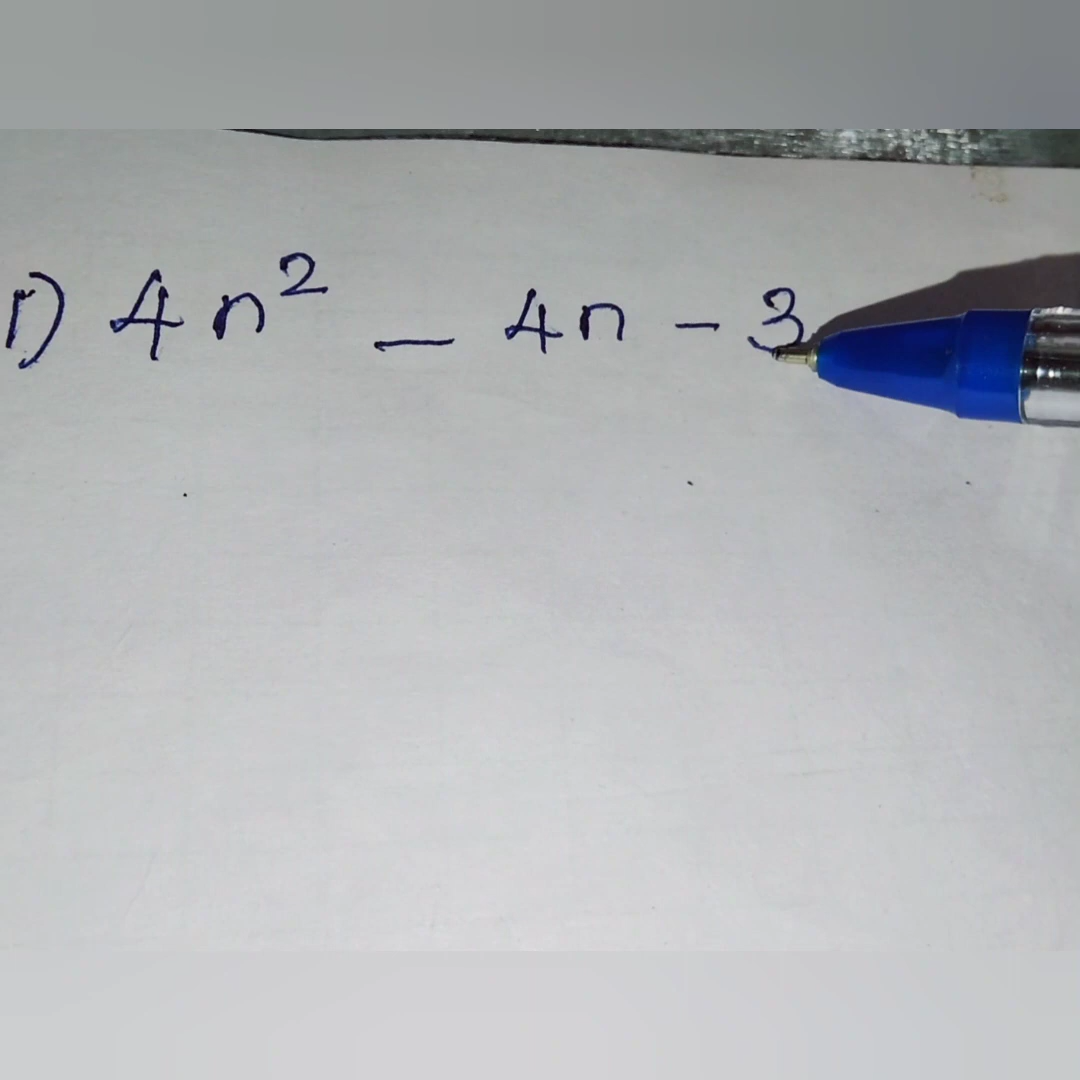 1) 4n² - 4n - 3